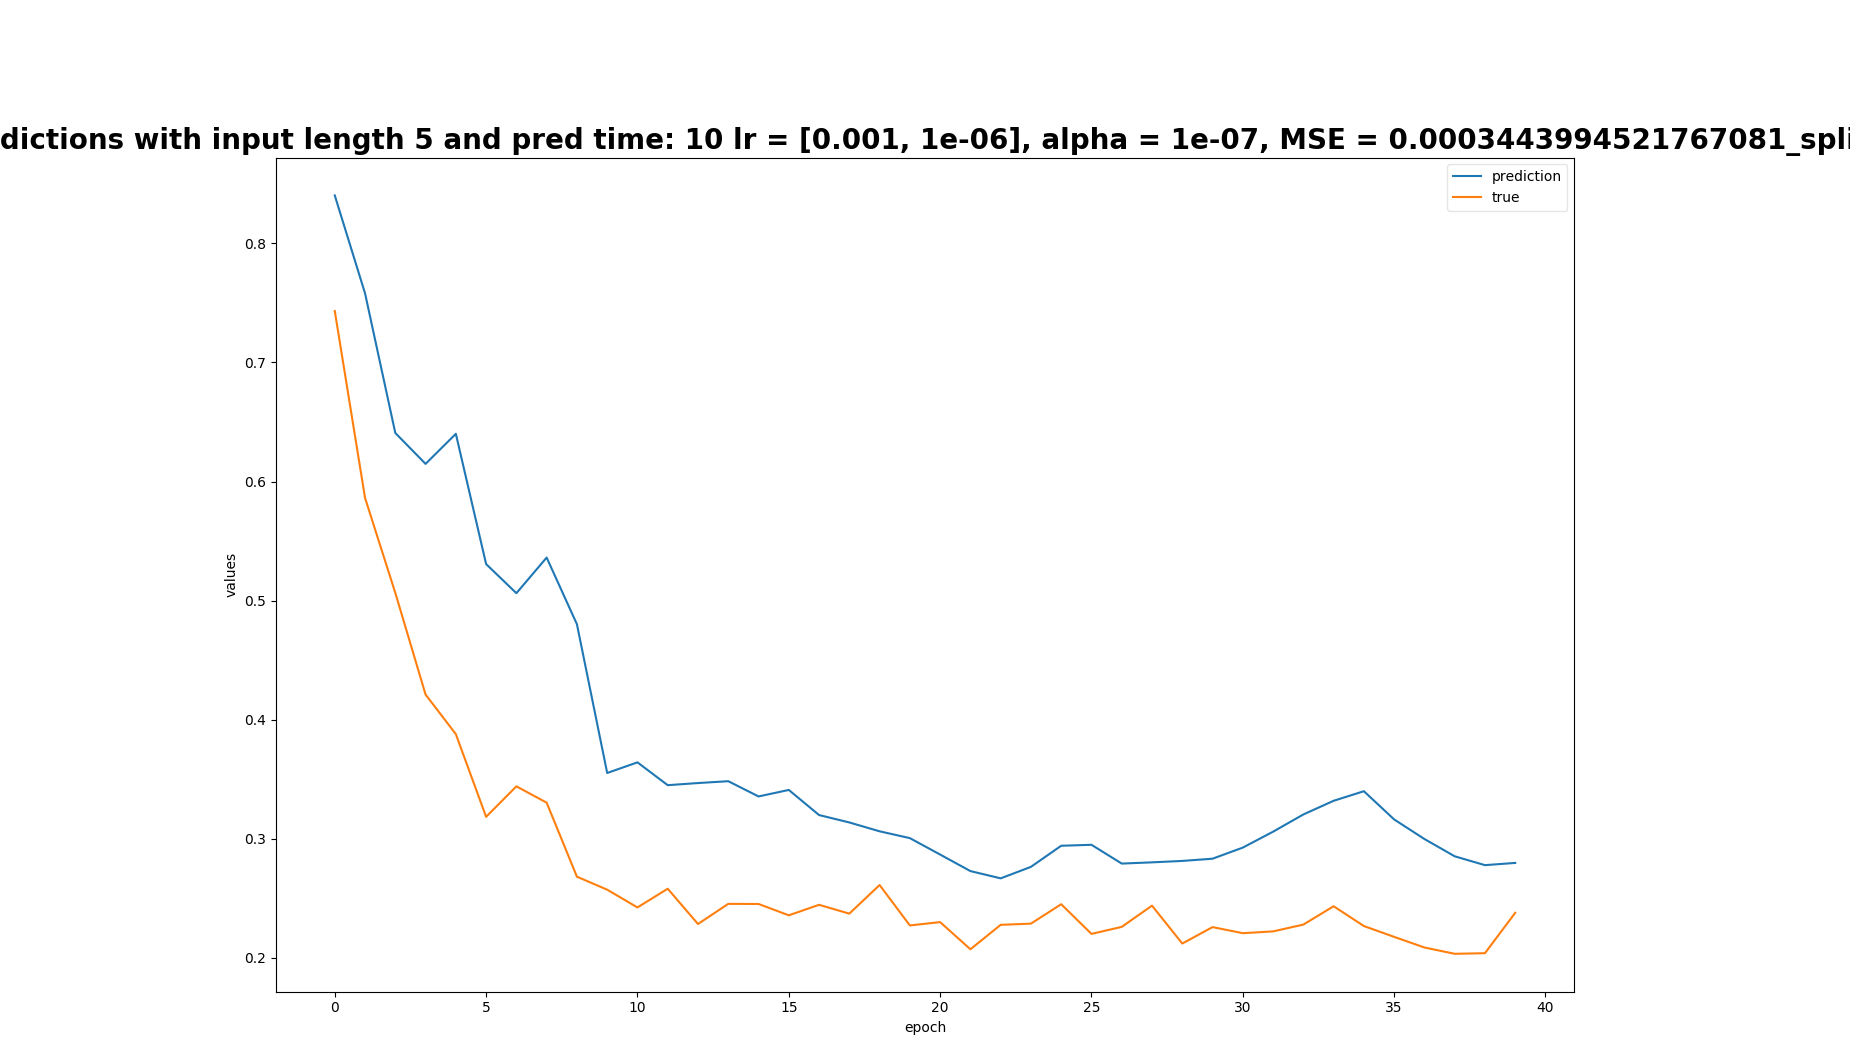 dictions with input length 5 and pred time: 10 lr = [0.001, 1e-06], alpha = 1e-07, MSE = 0.0003443994521767081_spli
prediction
true
0.8
0.7
0.6
0.5
0.4
0.3
0.2
values
0 5 10 15 20 25 30 35 40
epoch